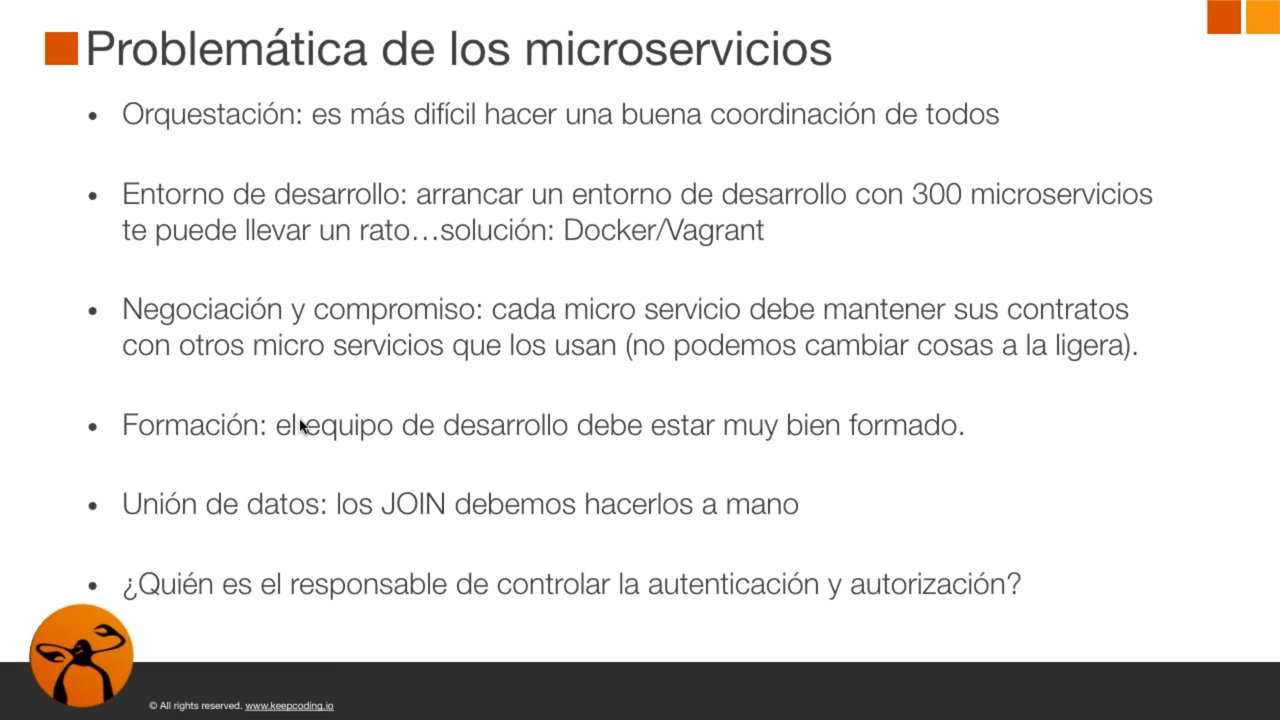 Problemática de los microservicios
• Orquestación: es más difícil hacer una buena coordinación de todos
• Entorno de desarrollo: arrancar un entorno de desarrollo con 300 microservicios
te puede llevar un rato…solución: Docker/Vagrant
• Negociación y compromiso: cada micro servicio debe mantener sus contratos
con otros micro servicios que los usan (no podemos cambiar cosas a la ligera).
• Formación: el equipo de desarrollo debe estar muy bien formado.
• Unión de datos: los JOIN debemos hacerlos a mano
• ¿Quién es el responsable de controlar la autenticación y autorización?
© All rights reserved. www.keepcoding.io